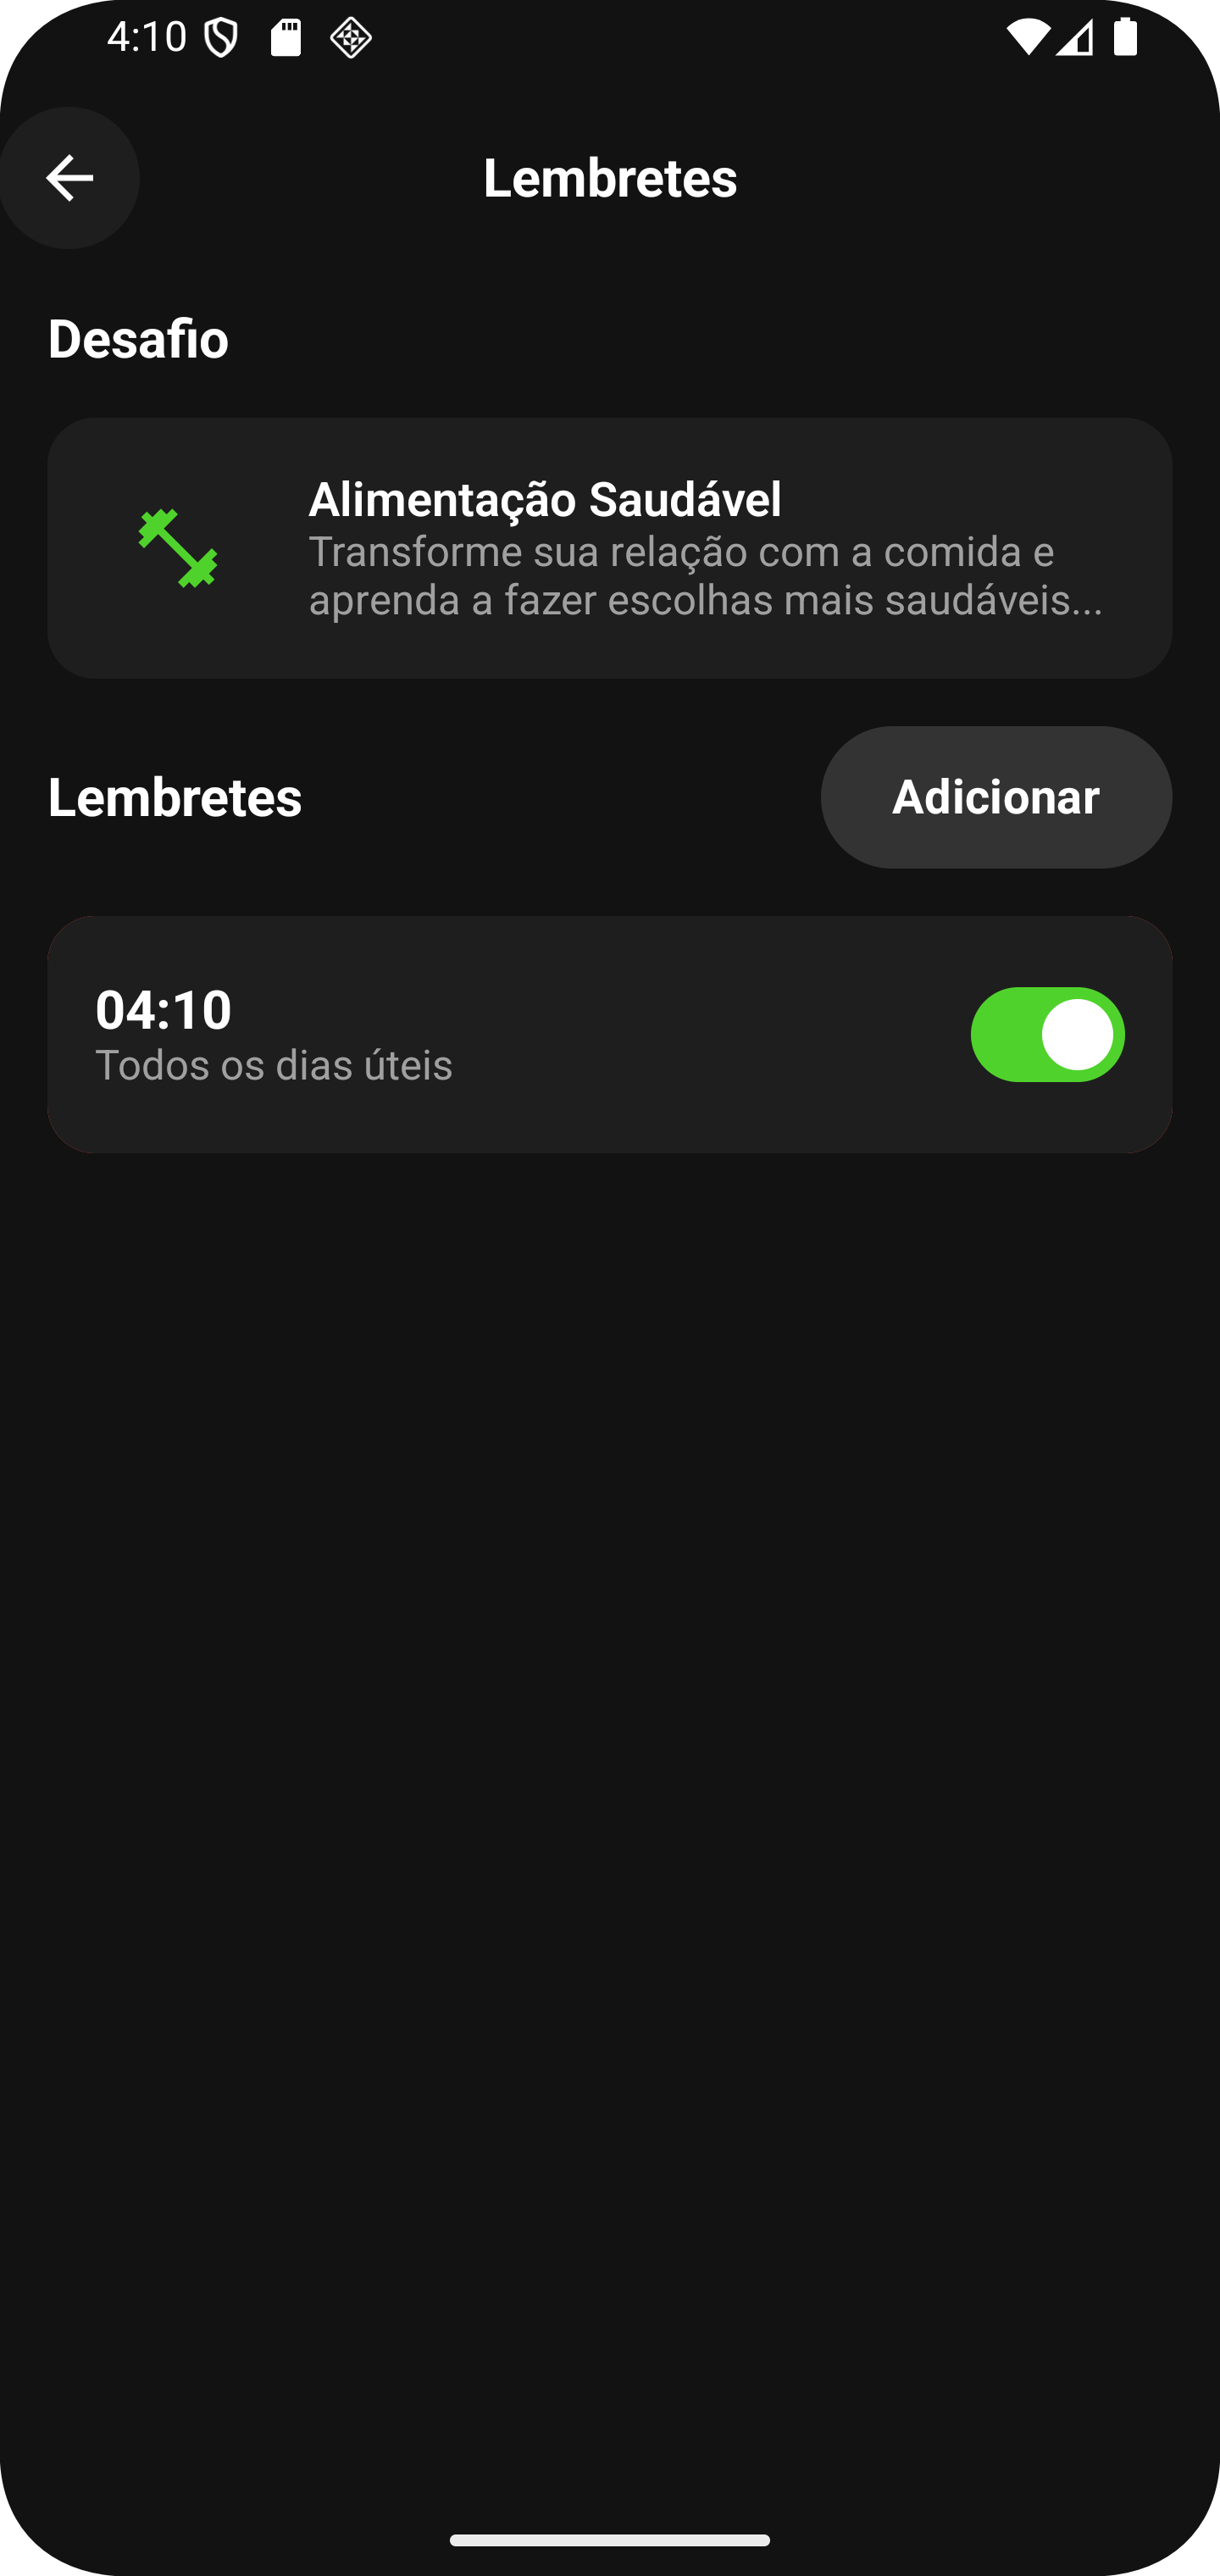 4:10
Lembretes
Desafio
Alimentação Saudável
Transforme sua relação com a comida e
aprenda a fazer escolhas mais saudáveis...
Lembretes
Adicionar
04:10
Todos os dias úteis